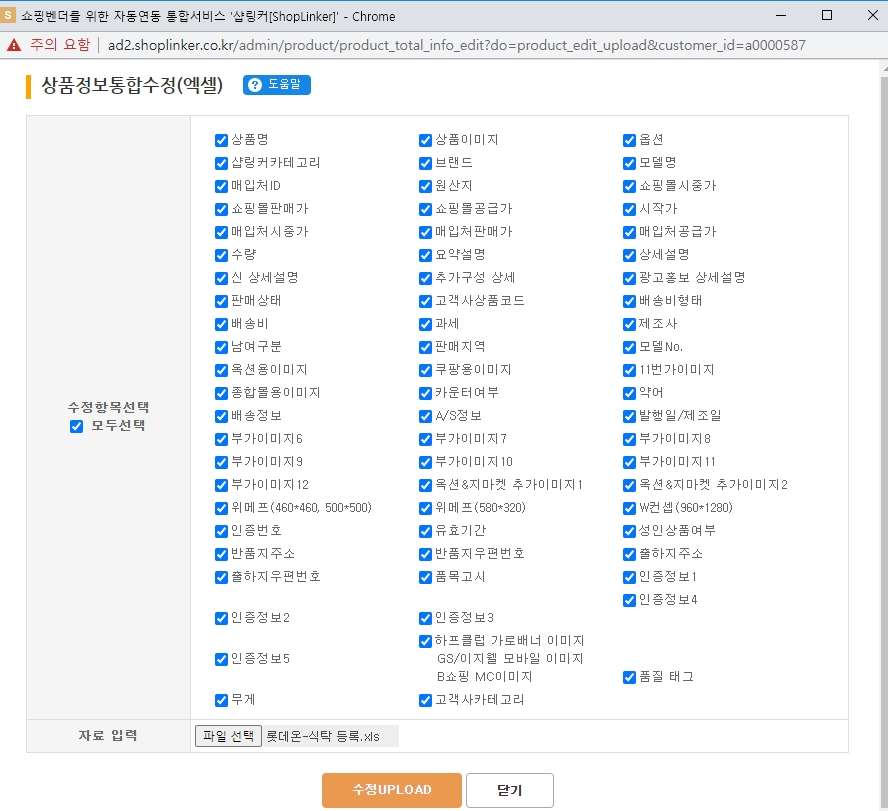 S 쇼핑벤더를 위한 자동연동 통합서비스 '샵링커[ShopLinker]' - Chrome
주의 요함 | ad2.shoplinker.co.kr/admin/product/product_total_info_edit?do=product_edit_upload&customer_id=a0000587
상품정보통합수정(엑셀) ? 도움말
상품명 상품이미지 옵션
샵링커카테고리 브랜드 모델명
매입처ID 원산지 쇼핑몰시중가
쇼핑몰판매가 쇼핑몰공급가 시작가
매입처시중가 매입처판매가 매입처공급가
수량 요약설명 상세설명
신 상세설명 추가구성 상세 광고홍보 상세설명
판매상태 고객사상품코드 배송비형태
배송비 과세 제조사
남여구분 판매지역 모델No.
옥션용이미지 쿠팡용이미지 11번가이미지
종합몰용이미지 카운터여부 약어
배송정보 A/S정보 발행일/제조일
부가이미지6 부가이미지7 부가이미지8
부가이미지9 부가이미지10 부가이미지11
부가이미지12 옥션&지마켓 추가이미지1 옥션&지마켓 추가이미지2
위메프(460*460, 500*500) 위메프(580*320) W컨셉(960*1280)
인증번호 유효기간 성인상품여부
반품지주소 반품지우편번호 출하지주소
출하지우편번호 품목고시 인증정보1
인증정보2 인증정보3 인증정보4
인증정보5 하프클럽 가로배너 이미지
GS/이지웰 모바일 이미지
B쇼핑 MC이미지 품질 태그
무게 고객사카테고리
수정항목선택
모두선택
자료 입력 파일 선택 롯데온-식탁 등록.xls
수정UPLOAD 닫기